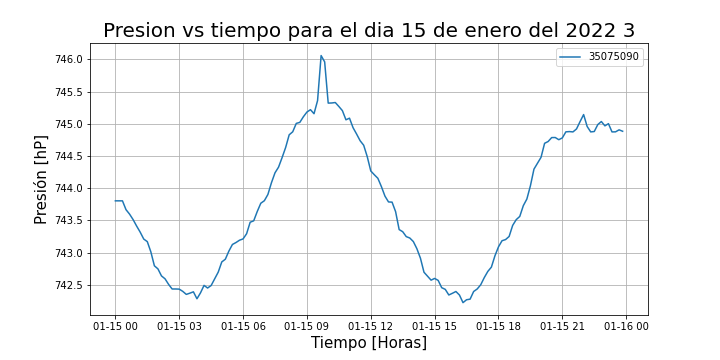 Presion vs tiempo para el dia 15 de enero del 2022 3
35075090
746.0
745.5
745.0
744.5
744.0
743.5
743.0
742.5
Presión [hP]
01-15 00 01-15 03 01-15 06 01-15 09 01-15 12 01-15 15 01-15 18 01-15 21 01-16 00
Tiempo [Horas]